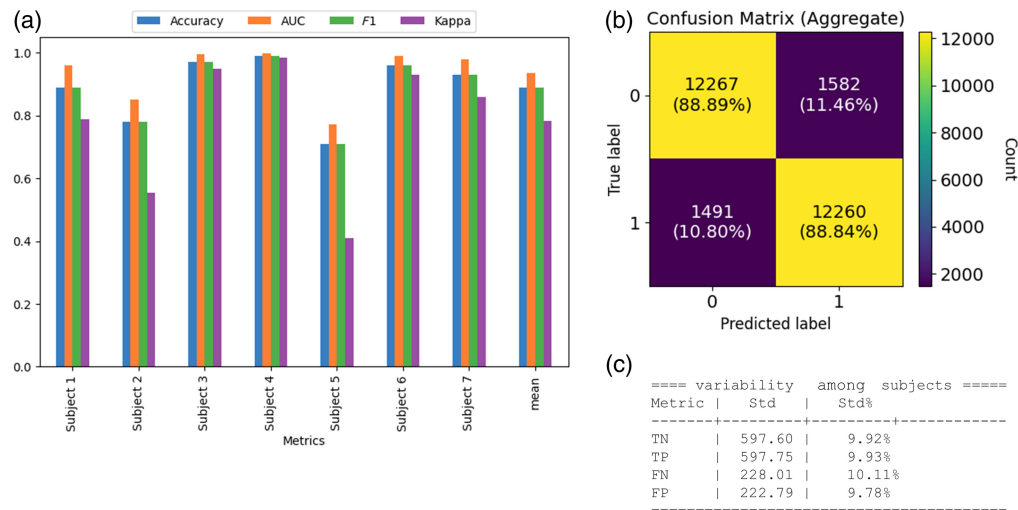 (a)
Accuracy AUC F1 Kappa
1.0
0.8
0.6
0.4
0.2
0.0
Subject 1
Subject 2
Subject 3
Subject 4
Subject 5
Subject 6
Subject 7
mean
Metrics
(b)
Confusion Matrix (Aggregate)
True label
0
1
12267
(88.89%)
1582
(11.46%)
1491
(10.80%)
12260
(88.84%)
0 1
Predicted label
12000
10000
8000
6000
4000
2000
Count
(c)
==== variability among subjects =====
Metric | Std | Std%
-------+---------+---------+------------
TN | 597.60 | 9.92%
TP | 597.75 | 9.93%
FN | 228.01 | 10.11%
FP | 222.79 | 9.78%